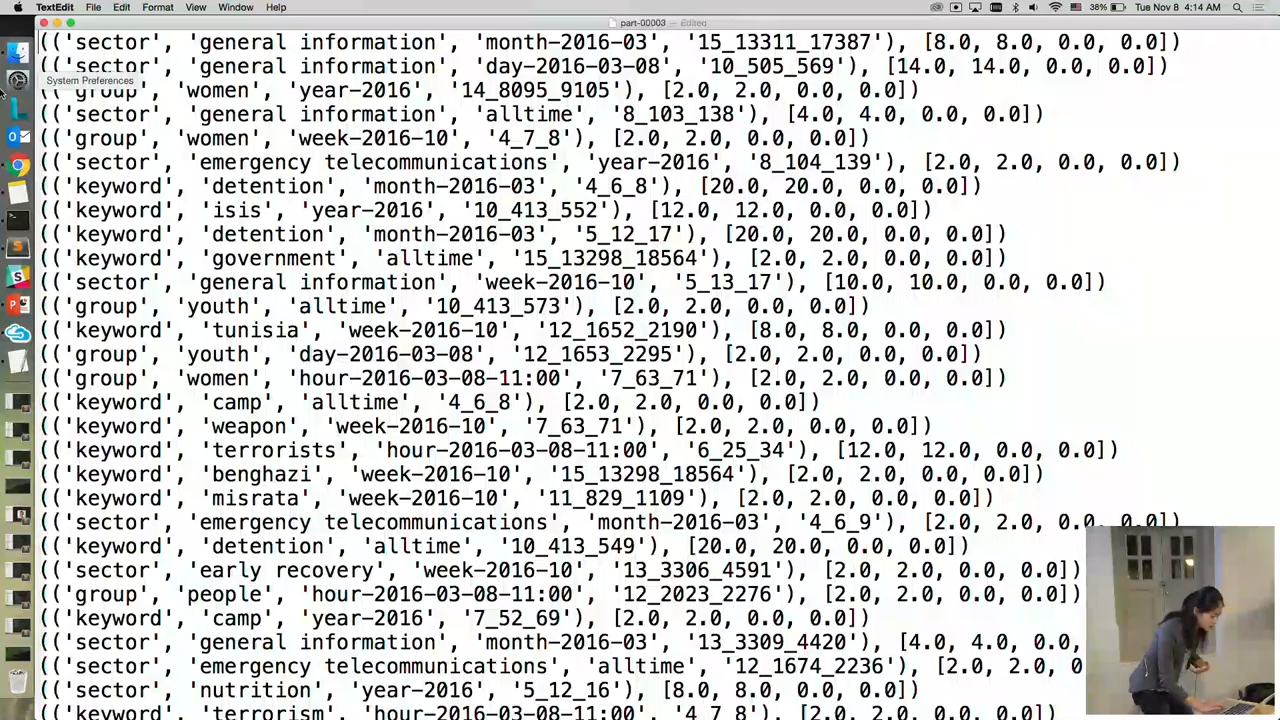 TextEdit File Edit Format View Window Help 38% Tue Nov 8 4:14 AM
part-00003 — Edited
(('sector', 'general information', 'month-2016-03', '15_13311_17387'), [8.0, 8.0, 0.0, 0.0])
(('sector', 'general information', 'day-2016-03-08', '10_505_569'), [14.0, 14.0, 0.0, 0.0])
System Preferences
(('group', 'women', 'year-2016', '14_8095_9105'), [2.0, 2.0, 0.0, 0.0])
(('sector', 'general information', 'alltime', '8_103_138'), [4.0, 4.0, 0.0, 0.0])
(('group', 'women', 'week-2016-10', '4_7_8'), [2.0, 2.0, 0.0, 0.0])
(('sector', 'emergency telecommunications', 'year-2016', '8_104_139'), [2.0, 2.0, 0.0, 0.0])
(('keyword', 'detention', 'month-2016-03', '4_6_8'), [20.0, 20.0, 0.0, 0.0])
(('keyword', 'isis', 'year-2016', '10_413_552'), [12.0, 12.0, 0.0, 0.0])
(('keyword', 'detention', 'month-2016-03', '5_12_17'), [20.0, 20.0, 0.0, 0.0])
(('keyword', 'government', 'alltime', '15_13298_18564'), [2.0, 2.0, 0.0, 0.0])
(('sector', 'general information', 'week-2016-10', '5_13_17'), [10.0, 10.0, 0.0, 0.0])
(('group', 'youth', 'alltime', '10_413_573'), [2.0, 2.0, 0.0, 0.0])
(('keyword', 'tunisia', 'week-2016-10', '12_1652_2190'), [8.0, 8.0, 0.0, 0.0])
(('group', 'youth', 'day-2016-03-08', '12_1653_2295'), [2.0, 2.0, 0.0, 0.0])
(('group', 'women', 'hour-2016-03-08-11:00', '7_63_71'), [2.0, 2.0, 0.0, 0.0])
(('keyword', 'camp', 'alltime', '4_6_8'), [2.0, 2.0, 0.0, 0.0])
(('keyword', 'weapon', 'week-2016-10', '7_63_71'), [2.0, 2.0, 0.0, 0.0])
(('keyword', 'terrorists', 'hour-2016-03-08-11:00', '6_25_34'), [12.0, 12.0, 0.0, 0.0])
(('keyword', 'benghazi', 'week-2016-10', '15_13298_18564'), [2.0, 2.0, 0.0, 0.0])
(('keyword', 'misrata', 'week-2016-10', '11_829_1109'), [2.0, 2.0, 0.0, 0.0])
(('sector', 'emergency telecommunications', 'month-2016-03', '4_6_9'), [2.0, 2.0, 0.0, 0.0])
(('keyword', 'detention', 'alltime', '10_413_549'), [20.0, 20.0, 0.0, 0.0])
(('sector', 'early recovery', 'week-2016-10', '13_3306_4591'), [2.0, 2.0, 0.0, 0.0])
(('group', 'people', 'hour-2016-03-08-11:00', '12_2023_2276'), [2.0, 2.0, 0.0, 0.0])
(('keyword', 'camp', 'year-2016', '7_52_69'), [2.0, 2.0, 0.0, 0.0])
(('sector', 'general information', 'month-2016-03', '13_3309_4420'), [4.0, 4.0, 0.0,
(('sector', 'emergency telecommunications', 'alltime', '12_1674_2236'), [2.0, 2.0, 0
(('sector', 'nutrition', 'year-2016', '5_12_16'), [8.0, 8.0, 0.0, 0.0])
(('keyword', 'terrorism', 'hour-2016-03-08-11:00', '4_7_8'), [2.0, 2.0, 0.0, 0.0])